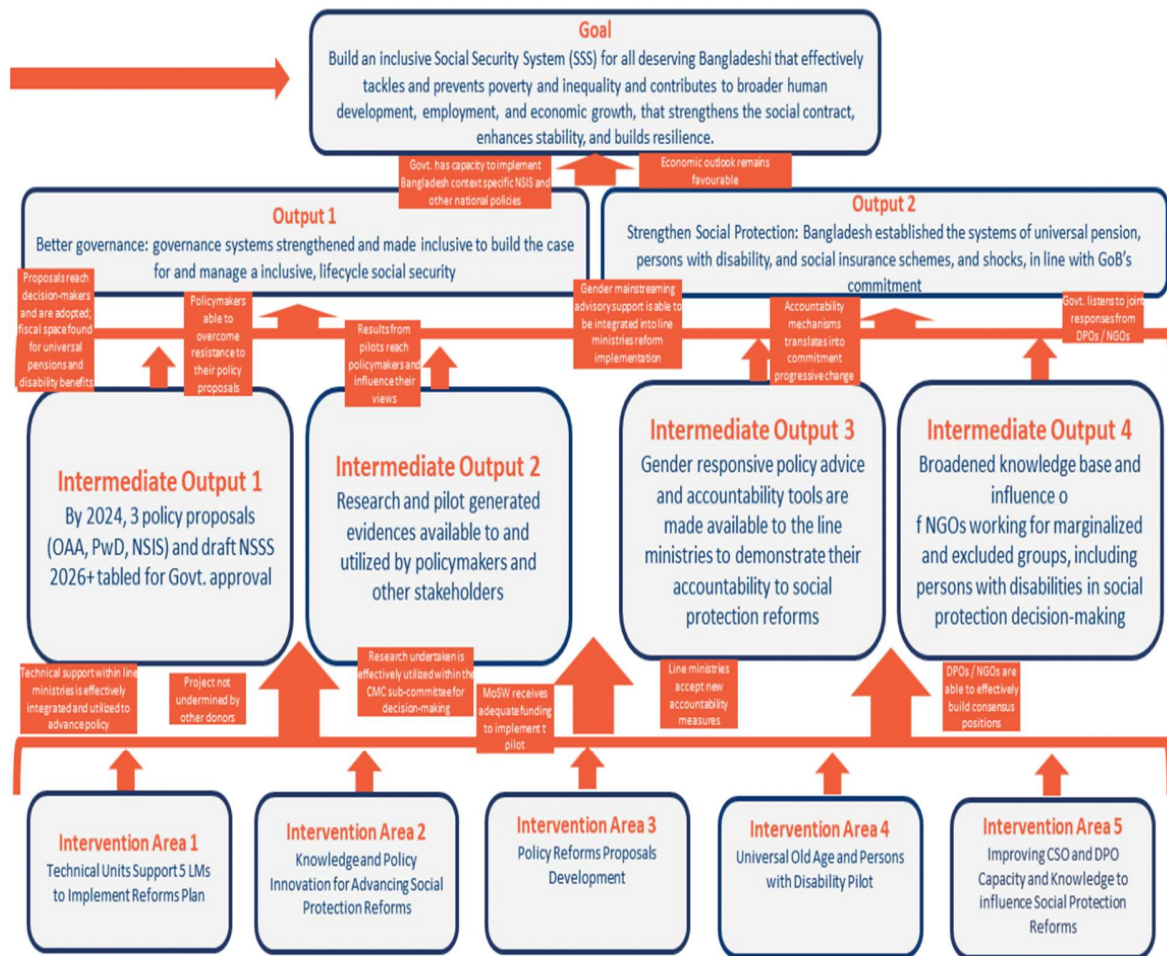 Goal
Build an inclusive Social Security System (SSS) for all deserving Bangladeshi that effectively
tackles and prevents poverty and inequality and contributes to broader human
development, employment, and economic growth, that strengthens the social contract,
enhances stability, and builds resilience.
Govt. has capacity to implement
Bangladesh context specific NSIS and
other national policies
Economic outlook remains
favourable
Output 1
Better governance: governance systems strengthened and made inclusive to build the case
for and manage a inclusive, lifecycle social security
Output 2
Strengthen Social Protection: Bangladesh established the systems of universal pension,
persons with disability, and social insurance schemes, and shocks, in line with GoB's
commitment
Proposals reach
decision-makers
and are adopted;
fiscal space found
for universal
pensions and
disability benefits
Policymakers
able to
overcome
resistance to
their policy
proposals
Results from
pilots reach
policymakers and
influence their
views
Gender mainstreaming
advisory support is able to
be integrated into line
ministries reform
implementation
Accountability
mechanisms
translates into
commitment
progressive change
Govt. listens to joint
responses from
DPOs / NGOs
Intermediate Output 1
By 2024, 3 policy proposals
(OAA, PwD, NSIS) and draft NSSS
2026+ tabled for Govt. approval
Intermediate Output 2
Research and pilot generated
evidences available to and
utilized by policymakers and
other stakeholders
Intermediate Output 3
Gender responsive policy advice
and accountability tools are
made available to the line
ministries to demonstrate their
accountability to social
protection reforms
Intermediate Output 4
Broadened knowledge base and
influence o
f NGOs working for marginalized
and excluded groups, including
persons with disabilities in social
protection decision-making
Technical support within line
ministries is effectively
integrated and utilized to
advance policy
Project not
undermined by
other donors
Research undertaken is
effectively utilized within the
CMC sub-committee for
decision-making
MoSW receives
adequate funding
to implement t
pilot
Line ministries
accept new
accountability
measures
DPOs / NGOs are
able to effectively
build consensus
positions
Intervention Area 1
Technical Units Support 5 LMs
to Implement Reforms Plan
Intervention Area 2
Knowledge and Policy
Innovation for Advancing Social
Protection Reforms
Intervention Area 3
Policy Reforms Proposals
Development
Intervention Area 4
Universal Old Age and Persons
with Disability Pilot
Intervention Area 5
Improving CSO and DPO
Capacity and Knowledge to
influence Social Protection
Reforms